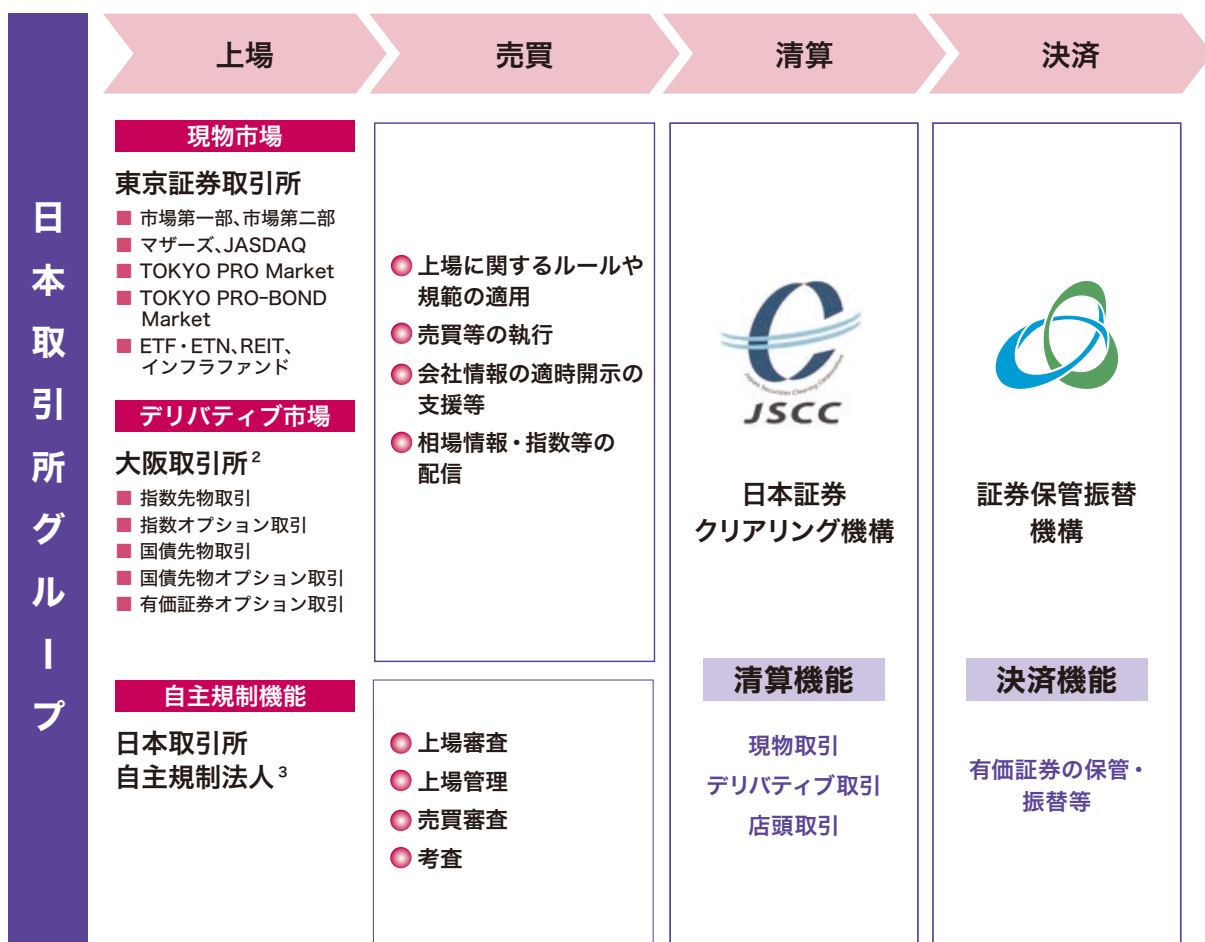 上場
売買
清算
決済
日本取引所グループ
現物市場
東京証券取引所
■ 市場第一部、市場第二部
■ マザーズ、JASDAQ
■ TOKYO PRO Market
■ TOKYO PRO-BOND
Market
■ ETF・ETN、REIT、
インフラファンド
デリバティブ市場
大阪取引所2
■ 指数先物取引
■ 指数オプション取引
■ 国債先物取引
■ 国債先物オプション取引
■ 有価証券オプション取引
自主規制機能
日本取引所
自主規制法人3
上場に関するルールや
規範の適用
売買等の執行
会社情報の適時開示の
支援等
相場情報・指数等の
配信
上場審査
上場管理
売買審査
考査
Japan Securities Clearing Corporation
JSCC
日本証券
クリアリング機構
清算機能
現物取引
デリバティブ取引
店頭取引
証券保管振替
機構
決済機能
有価証券の保管・
振替等